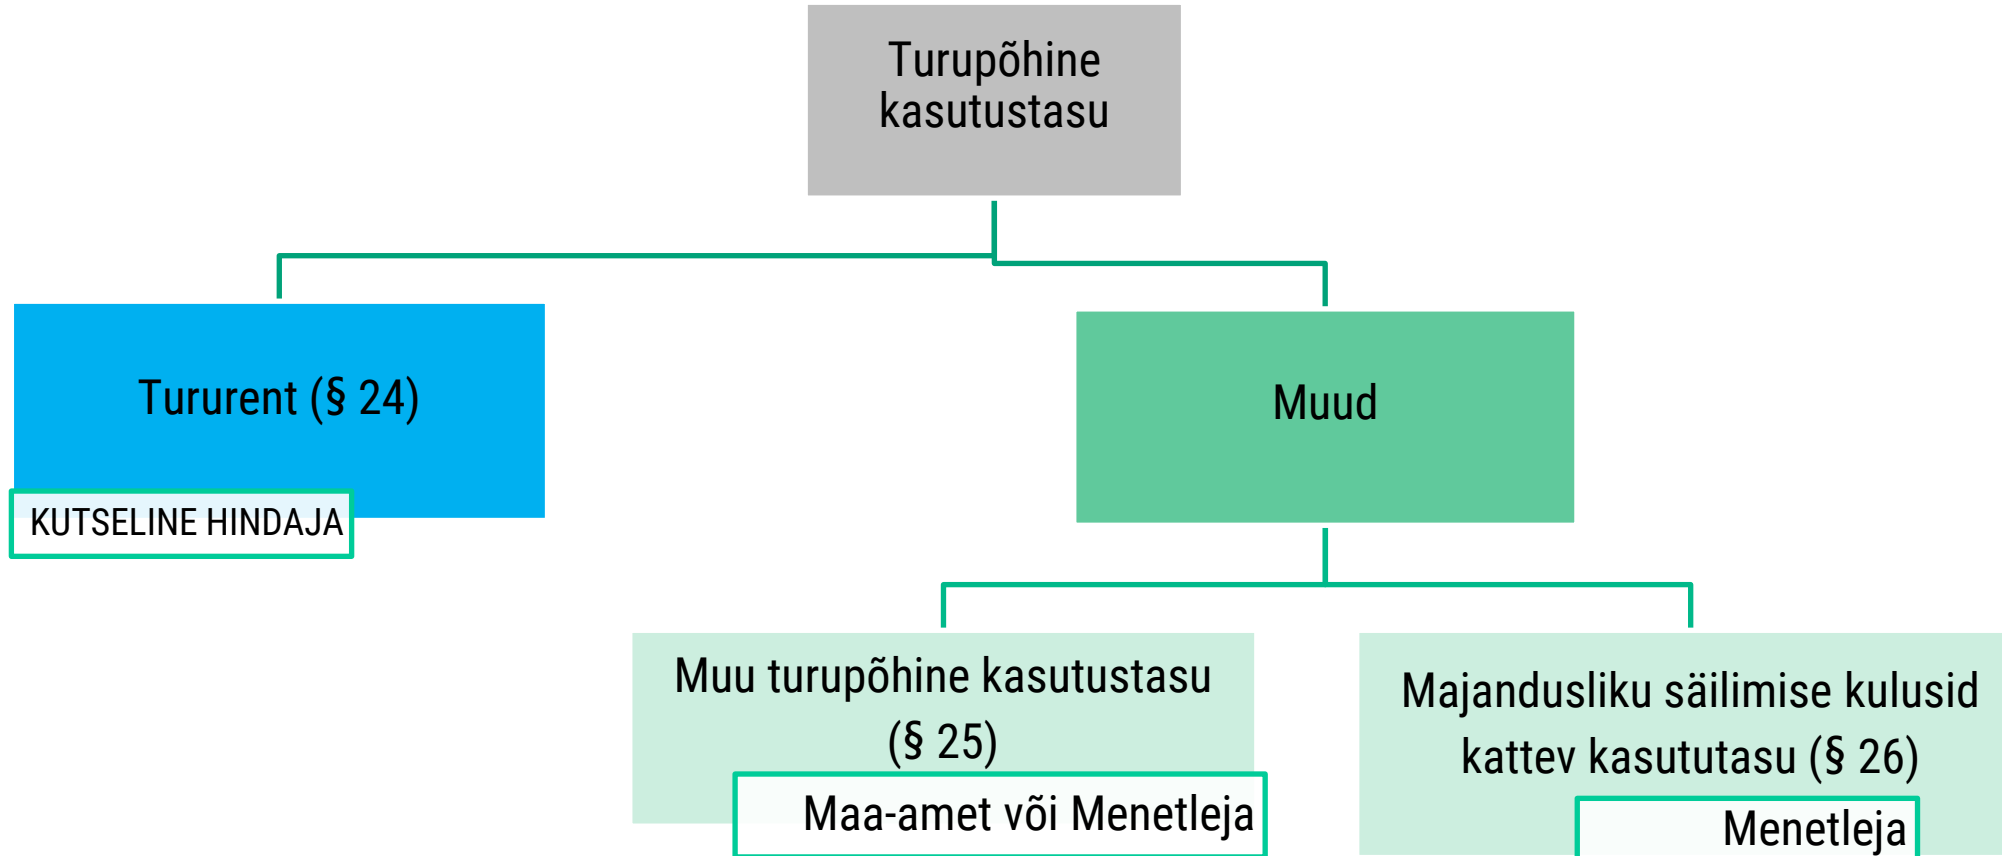 Turupõhine
kasutustasu
Tururent (§ 24)
KUTSELINE HINDAJA
Muud
Muu turupõhine kasutustasu
(§ 25)
Maa-amet või Menetleja
Majandusliku säilimise kulusid
kattev kasututasu (§ 26)
Menetleja